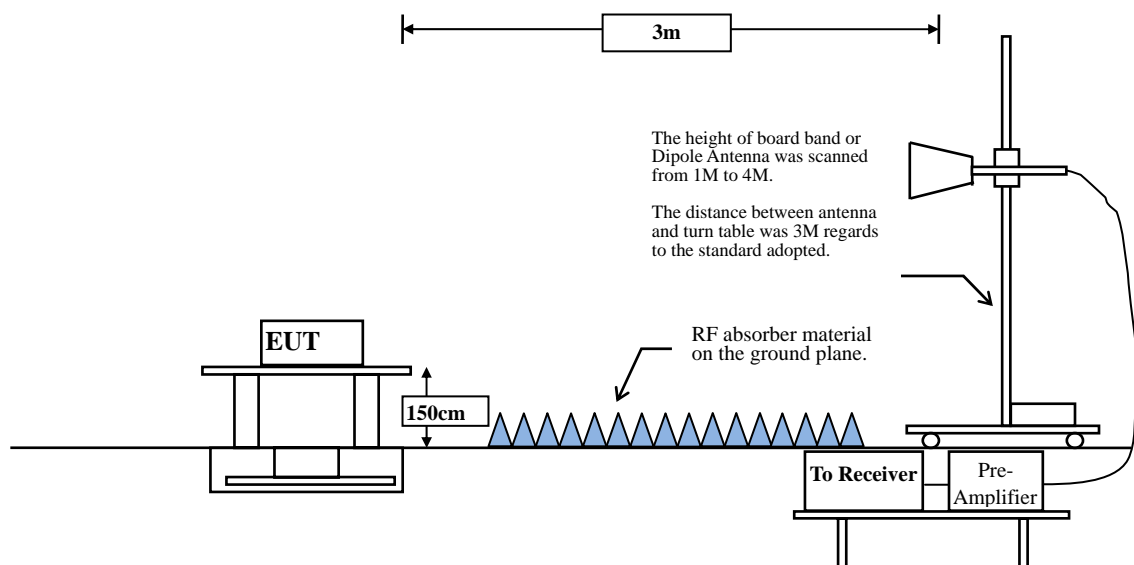 3m
The height of board band or
Dipole Antenna was scanned
from 1M to 4M.
The distance between antenna
and turn table was 3M regards
to the standard adopted.
EUT
RF absorber material
on the ground plane.
150cm
To Receiver
Pre-
Amplifier